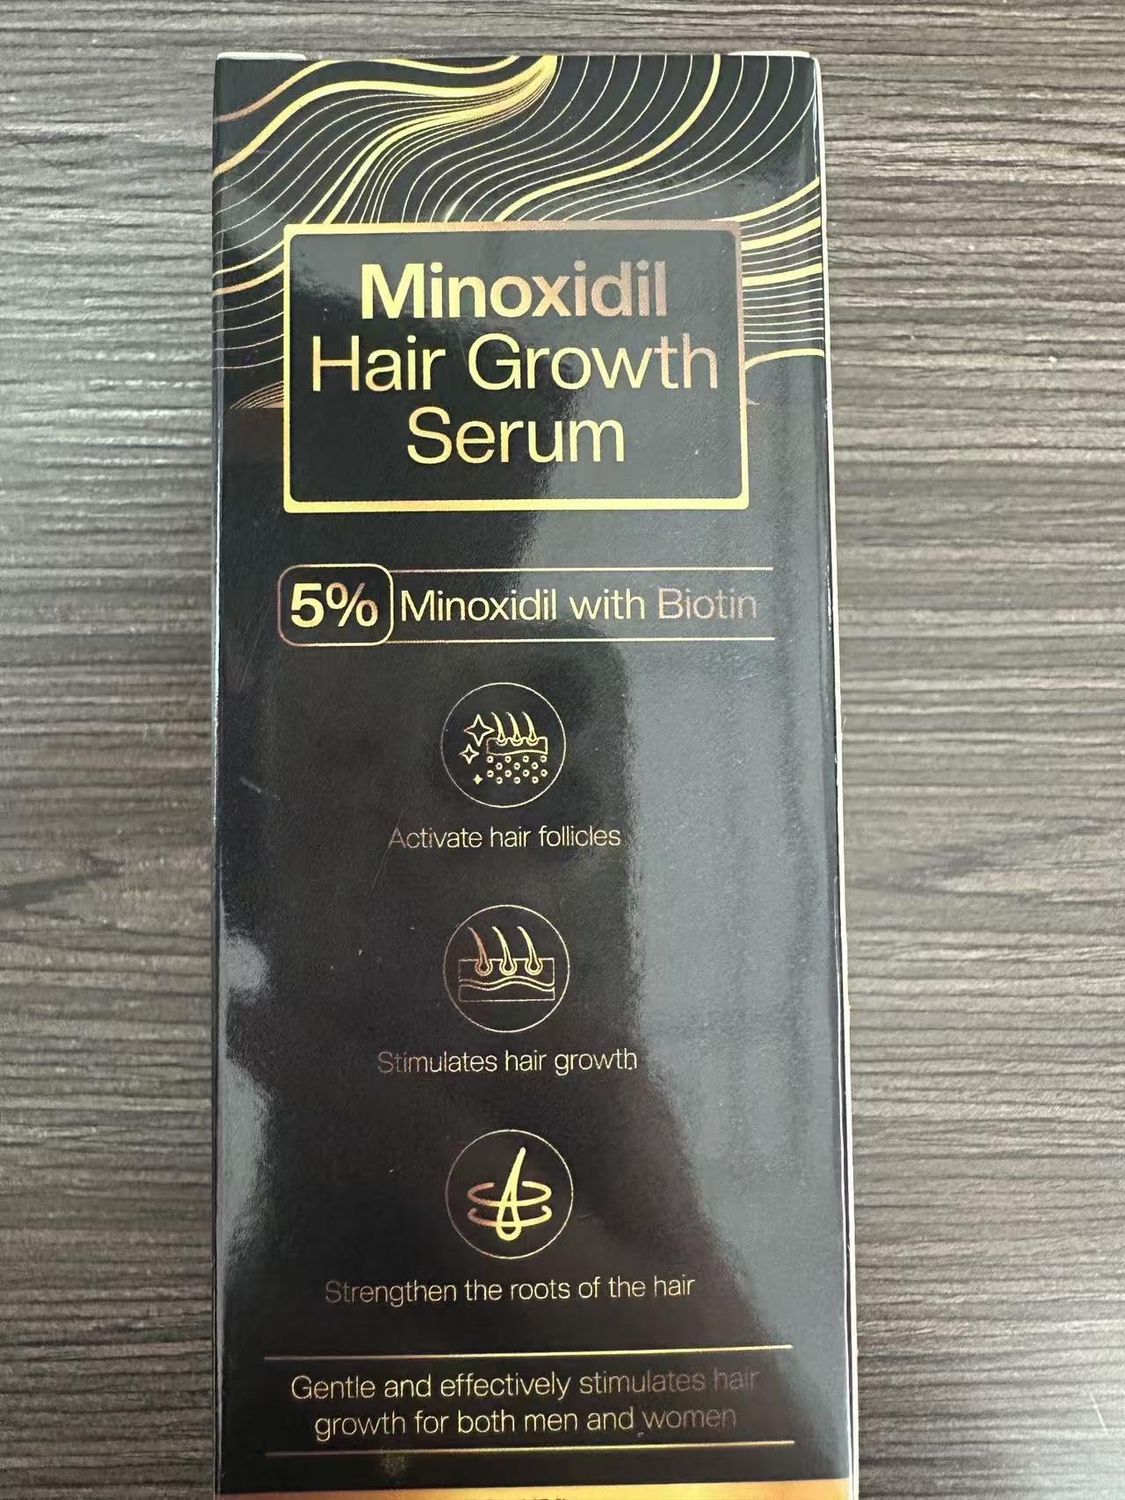 Minoxidil
Hair Growth
Serum
5% Minoxidil with Biotin
Activate hair follicles
Stimulates hair growth
Strengthen the roots of the hair
Gentle and effectively stimulates hair
growth for both men and women